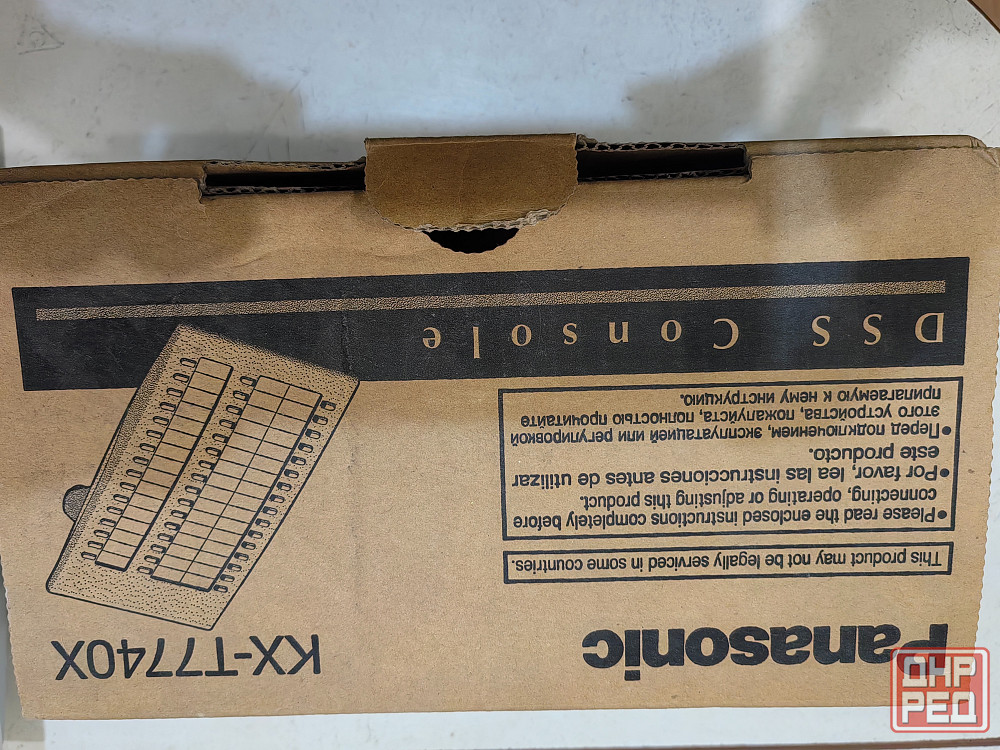 Panasonic
KX-T7740X
This product may not be legally serviced in some countries.
•Please read the enclosed instructions completely before
connecting, operating or adjusting this product.
•Por favor, lea las instrucciones antes de utilizar
este producto.
•Перед подключением, эксплуатацией или регулировкой
этого устройства, пожалуйста, полностью прочитайте
прилагаемую к нему инструкцию.
DSS Console
ДНР
РЕД